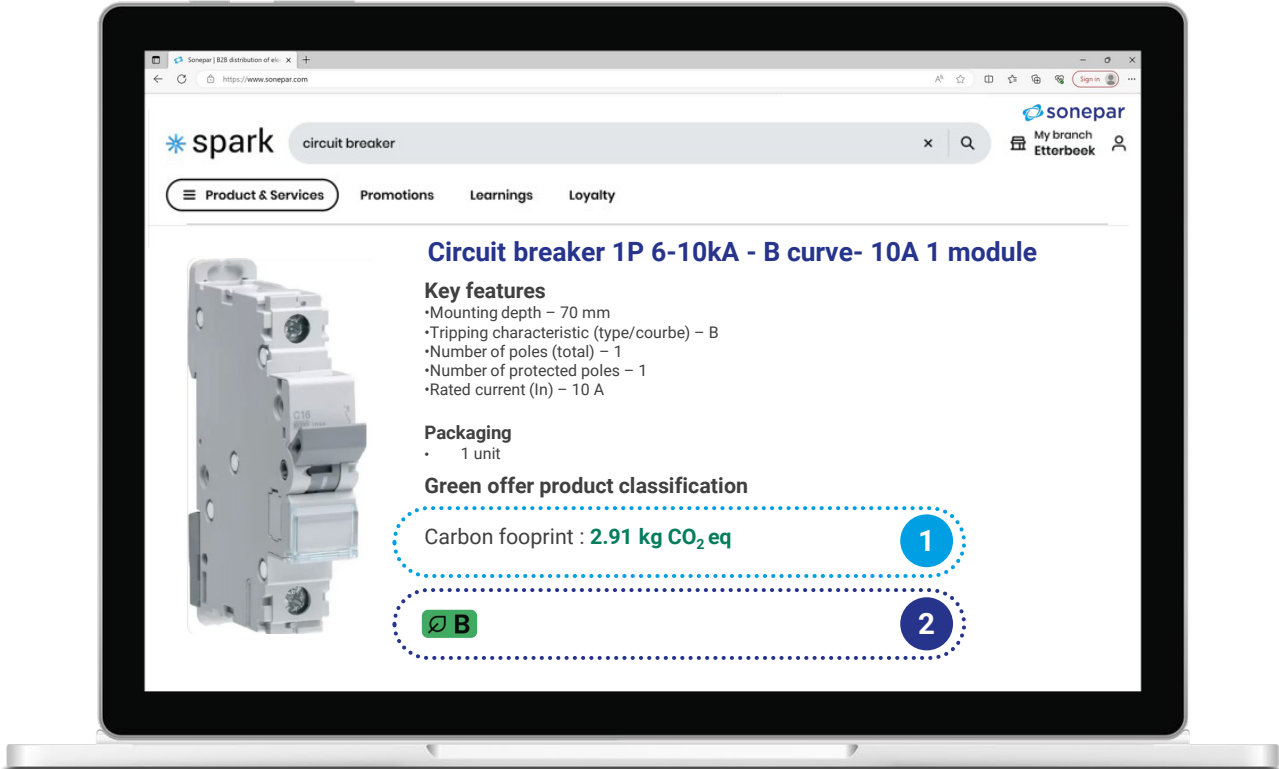 Sonepar | B2B distribution of ele
https://www.sonepar.com
Sign in
sonepar
spark
circuit breaker
My branch
Etterbeek
Product & Services
Promotions
Learnings
Loyalty
Circuit breaker 1P 6-10kA - B curve- 10A 1 module
Key features
•Mounting depth – 70 mm
•Tripping characteristic (type/courbe) – B
•Number of poles (total) – 1
•Number of protected poles – 1
•Rated current (In) – 10 A
C16
Packaging
• 1 unit
Green offer product classification
Carbon fooprint : 2.91 kg CO₂ eq
1
B
2